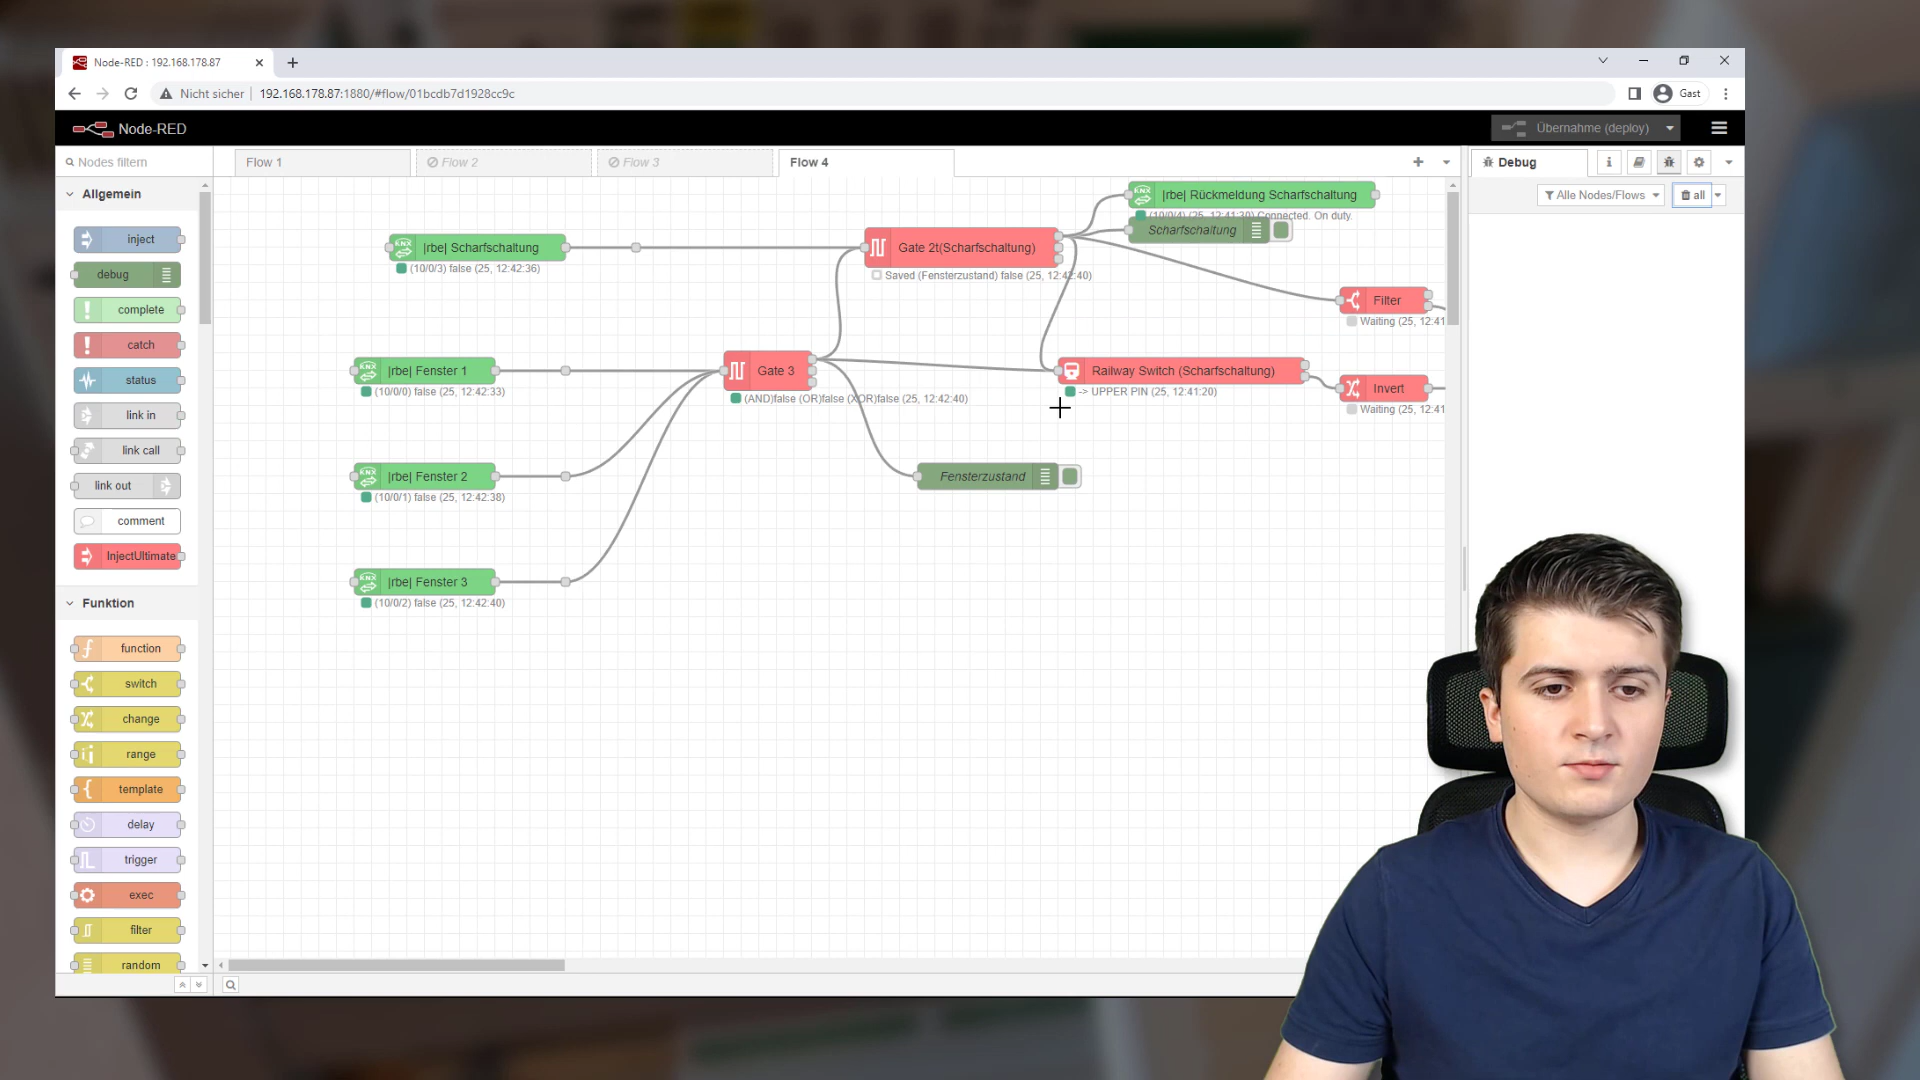 Node-RED : 192.168.178.87
Nicht sicher
192.168.178.87:1880/#flow/01bcdb7d1928cc9c
Gast
Node-RED
Übernahme (deploy)
Nodes filtern
Flow 1
Flow 2
Flow 3
Flow 4
Debug
Alle Nodes/Flows
all
Allgemein
inject
debug
complete
catch
status
link in
link call
link out
comment
InjectUltimate
Funktion
function
switch
change
range
template
delay
trigger
exec
filter
random
|rbe| Rückmeldung Scharfschaltung
(10/0/4) (25, 12:41:30) Connected. On duty.
Scharfschaltung
|rbe| Scharfschaltung
(10/0/3) false (25, 12:42:36)
Gate 2t(Scharfschaltung)
Saved (Fensterzustand) false (25, 12:42:40)
Filter
Waiting (25, 12:41
|rbe| Fenster 1
(10/0/0) false (25, 12:42:33)
Gate 3
(AND)false (OR)false (XOR)false (25, 12:42:40)
Railway Switch (Scharfschaltung)
-> UPPER PIN (25, 12:41:20)
Invert
Waiting (25, 12:41
|rbe| Fenster 2
(10/0/1) false (25, 12:42:38)
Fensterzustand
|rbe| Fenster 3
(10/0/2) false (25, 12:42:40)